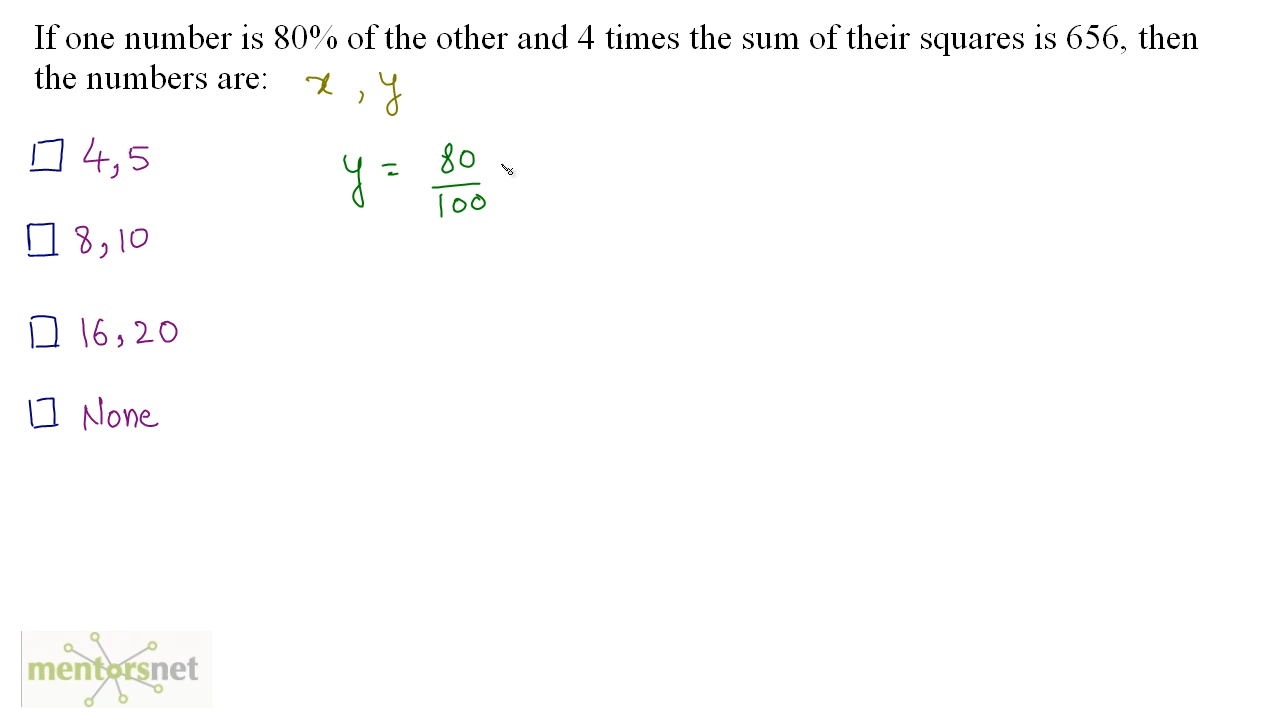 If one number is 80% of the other and 4 times the sum of their squares is 656, then
the numbers are: x, y
4,5
y = 80/100
8,10
16,20
None
mentorsnet